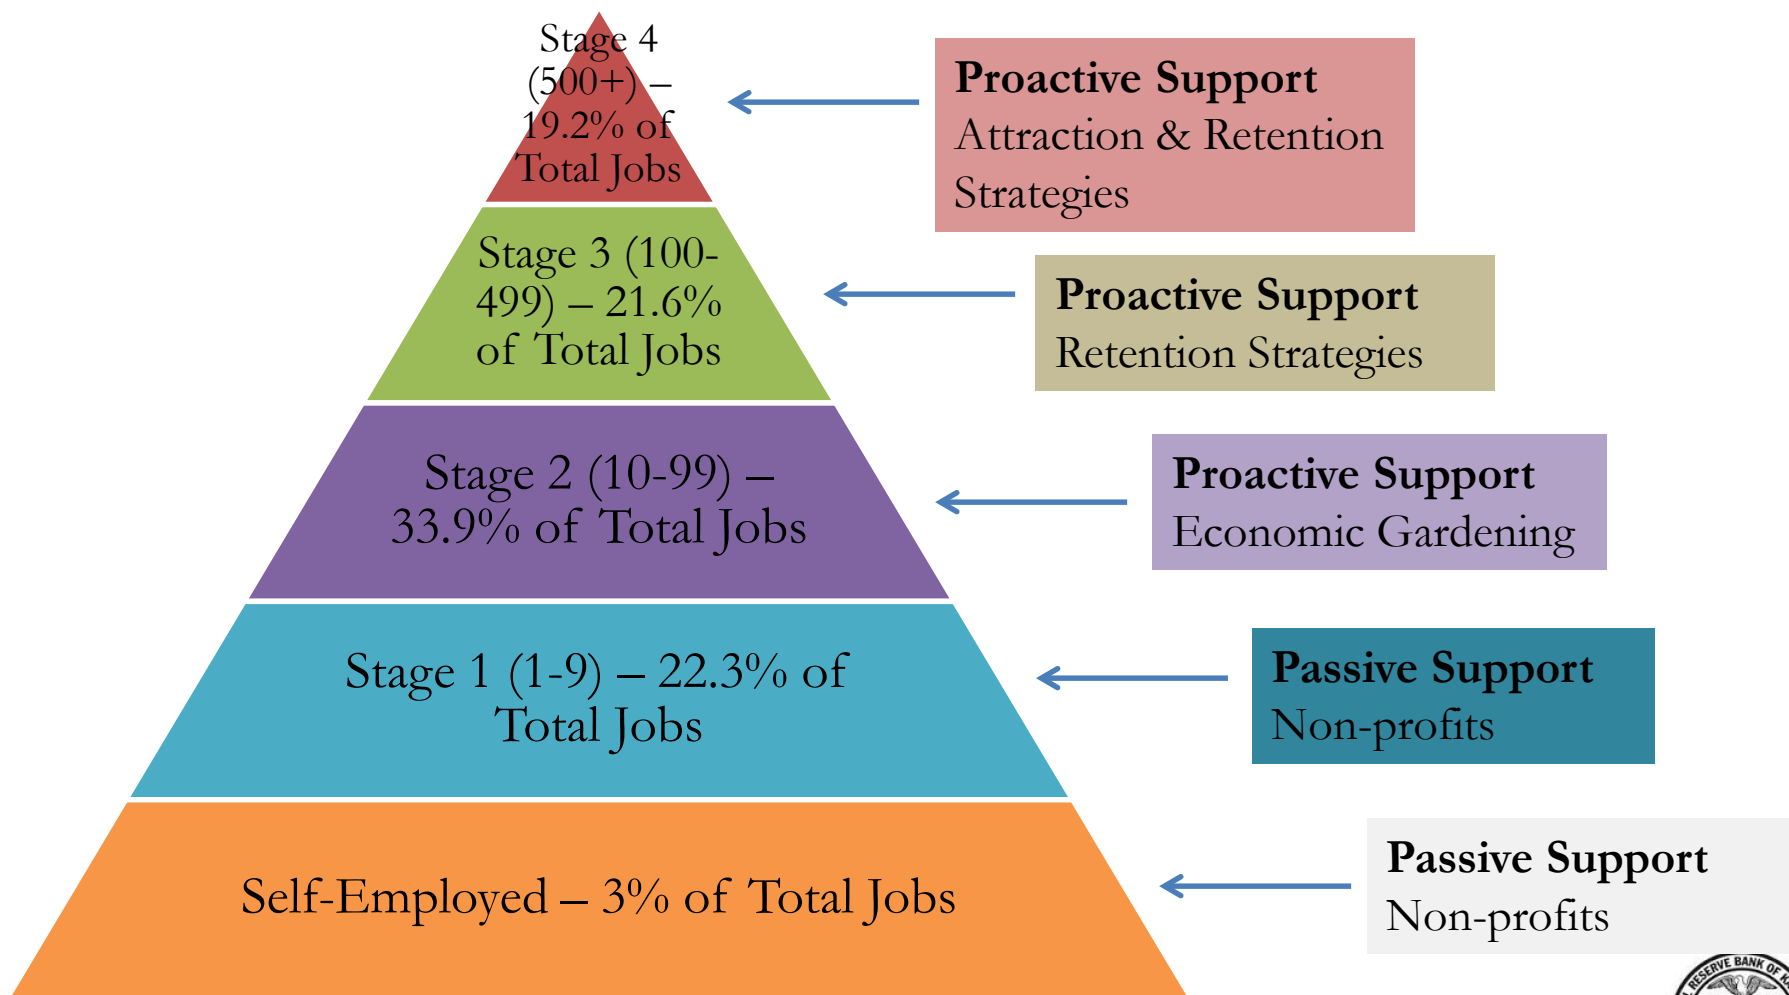 Stage 4
(500+) –
19.2% of
Total Jobs
Proactive Support
Attraction & Retention
Strategies
Stage 3 (100-
499) – 21.6%
of Total Jobs
Proactive Support
Retention Strategies
Stage 2 (10-99) –
33.9% of Total Jobs
Proactive Support
Economic Gardening
Stage 1 (1-9) – 22.3% of
Total Jobs
Passive Support
Non-profits
Self-Employed – 3% of Total Jobs
Passive Support
Non-profits
RESERVE BANK OF